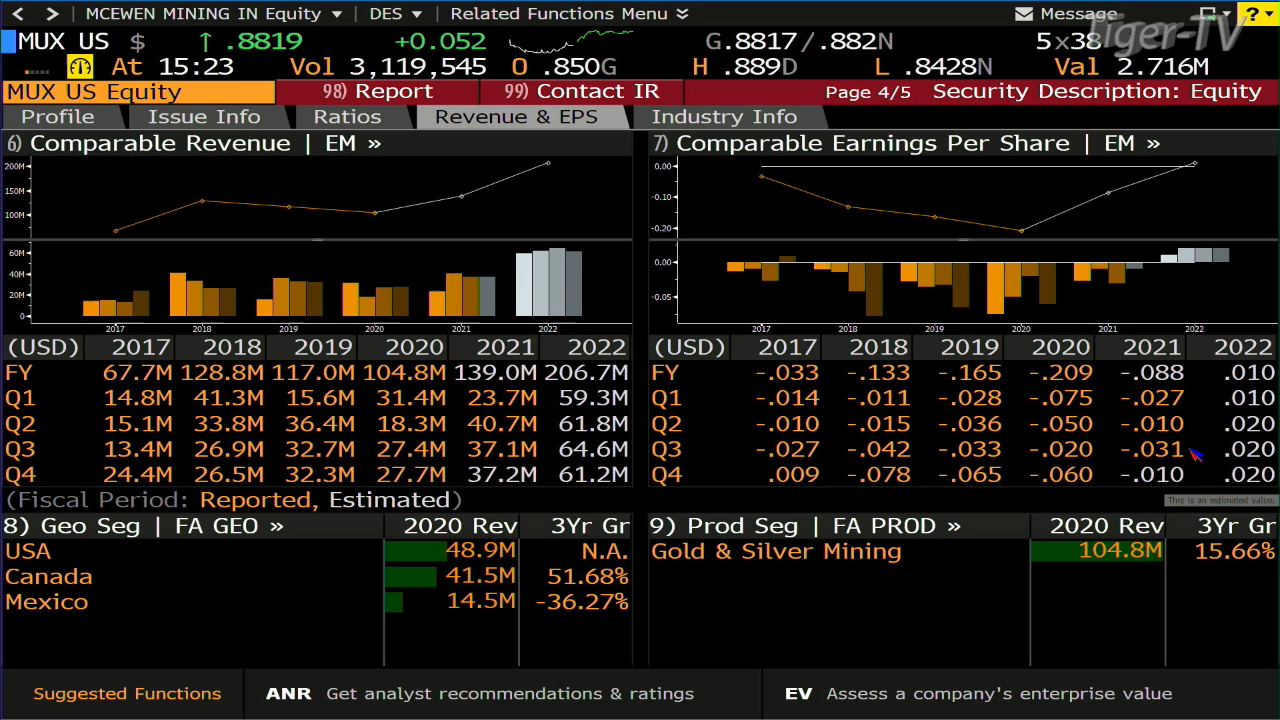 < > MCEWEN MINING IN Equity ▼ | DES ▼ | Related Functions Menu Message ?
MUX US $ ↑ .8819 +0.052 G.8817/.882N 5x38
Tiger-TV
At 15:23 Vol 3,119,545 O .850G H .889D L .8428N Val 2.716M
MUX US Equity 98) Report 99) Contact IR Page 4/5 Security Description: Equity
Profile Issue Info Ratios Revenue & EPS Industry Info
6) Comparable Revenue | EM » 7) Comparable Earnings Per Share | EM »
200M 0.00
150M -0.10
100M -0.20
60M 0.00
40M
20M -0.05
0
2017 2018 2019 2020 2021 2022 2017 2018 2019 2020 2021 2022
(USD) 2017 2018 2019 2020 2021 2022 (USD) 2017 2018 2019 2020 2021 2022
FY 67.7M 128.8M 117.0M 104.8M 139.0M 206.7M FY -.033 -.133 -.165 -.209 -.088 .010
Q1 14.8M 41.3M 15.6M 31.4M 23.7M 59.3M Q1 -.014 -.011 -.028 -.075 -.027 .010
Q2 15.1M 33.8M 36.4M 18.3M 40.7M 63.8M Q2 -.010 -.015 -.036 -.050 -.010 .020
Q3 13.4M 26.9M 32.7M 27.4M 37.1M 64.6M Q3 -.027 -.042 -.033 -.020 -.031 .020
Q4 24.4M 26.5M 32.3M 27.7M 37.2M 61.2M Q4 .009 -.078 -.065 -.060 -.010 .020
(Fiscal Period: Reported, Estimated) This is an estimated value.
8) Geo Seg | FA GEO » 2020 Rev 3Yr Gr 9) Prod Seg | FA PROD » 2020 Rev 3Yr Gr
USA 48.9M N.A. Gold & Silver Mining 104.8M 15.66%
Canada 41.5M 51.68%
Mexico 14.5M -36.27%
Suggested Functions ANR Get analyst recommendations & ratings EV Assess a company's enterprise value